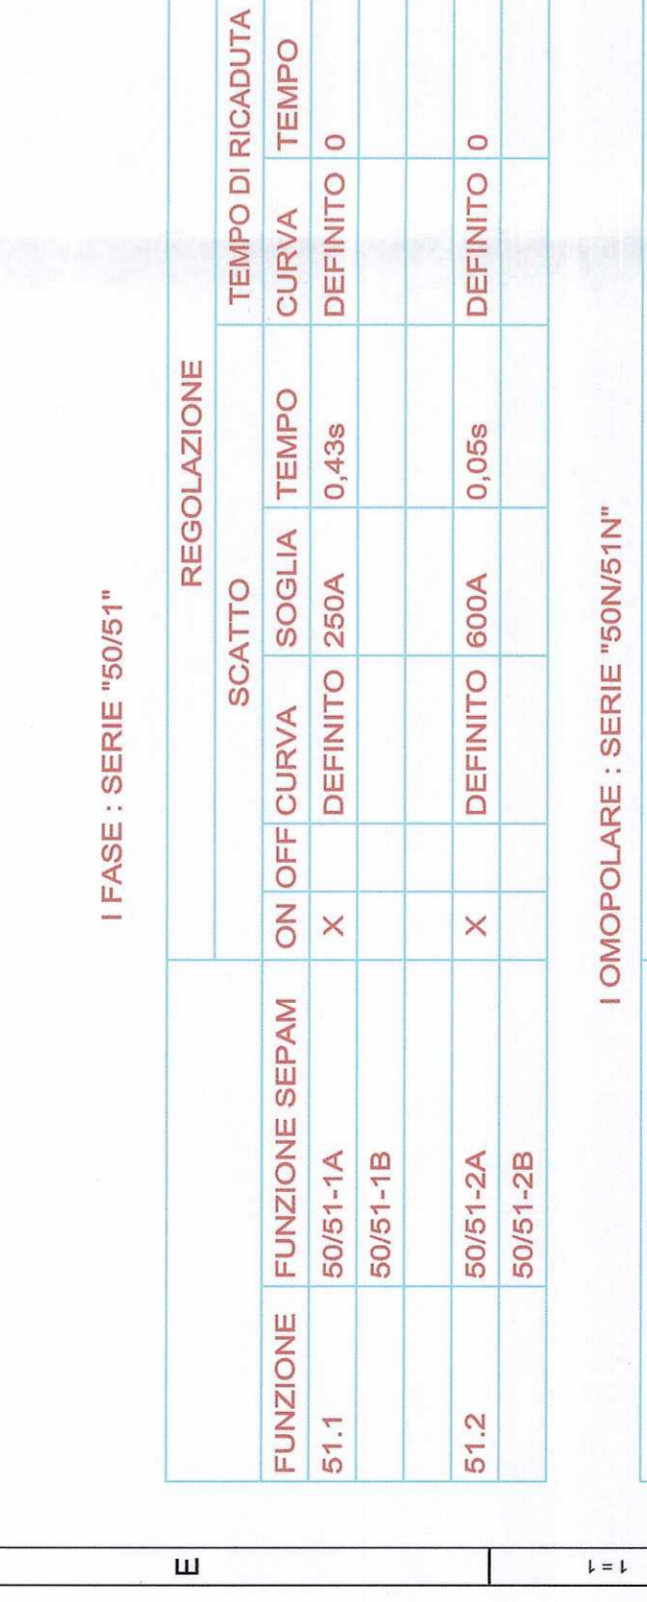 I FASE : SERIE "50/51"
REGOLAZIONE
SCATTO TEMPO DI RICADUTA
FUNZIONE FUNZIONE SEPAM ON OFF CURVA SOGLIA TEMPO CURVA TEMPO
51.1 50/51-1A X DEFINITO 250A 0,43s DEFINITO 0
50/51-1B
51.2 50/51-2A X DEFINITO 600A 0,05s DEFINITO 0
50/51-2B
I OMOPOLARE : SERIE "50N/51N"
E
1=1